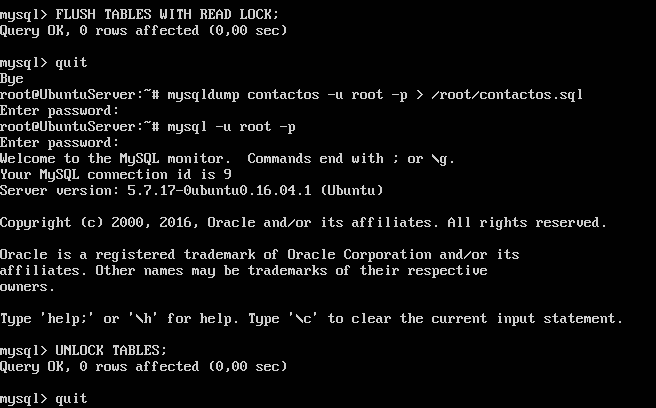 mysql> FLUSH TABLES WITH READ LOCK;
Query OK, 0 rows affected (0,00 sec)
mysql> quit
Bye
root@UbuntuServer:~# mysqldump contactos -u root -p > /root/contactos.sql
Enter password:
root@UbuntuServer:~# mysql -u root -p
Enter password:
Welcome to the MySQL monitor.  Commands end with ; or \g.
Your MySQL connection id is 9
Server version: 5.7.17-0ubuntu0.16.04.1 (Ubuntu)
Copyright (c) 2000, 2016, Oracle and/or its affiliates. All rights reserved.
Oracle is a registered trademark of Oracle Corporation and/or its
affiliates. Other names may be trademarks of their respective
owners.
Type 'help;' or '\h' for help. Type '\c' to clear the current input statement.
mysql> UNLOCK TABLES;
Query OK, 0 rows affected (0,00 sec)
mysql> quit